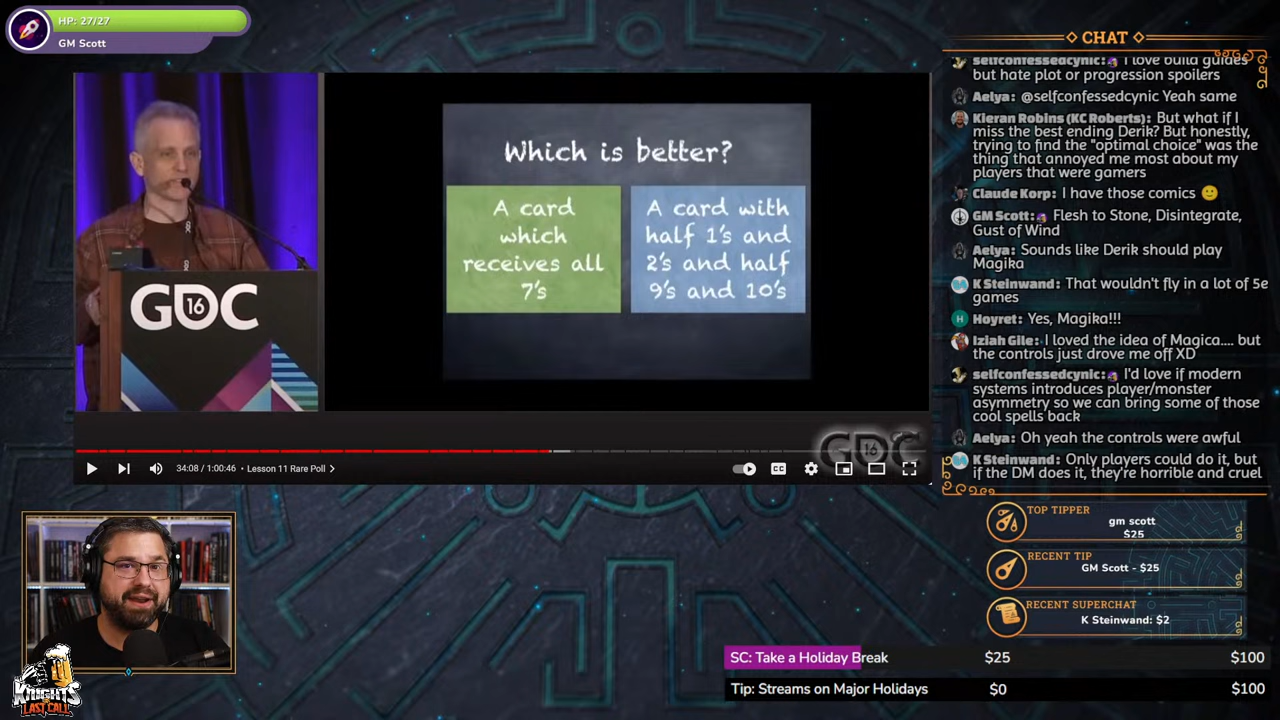 HP: 27/27
GM Scott
Which is better?
A card
which
receives all
7's
A card with
half 1's and
2's and half
9's and 10's
GDC
16
GDC
34:08 / 1:00:46 • Lesson 11 Rare Poll
CC
KNIGHTS
LAST CALL
CHAT
selfconfessedcynic: I love build guides
but hate plot or progression spoilers
Aelya: @selfconfessedcynic Yeah same
Kieran Robins (KC Roberts): But what if I
miss the best ending Derik? But honestly,
trying to find the "optimal choice" was the
thing that annoyed me most about my
players that were gamers
Claude Korp: I have those comics 🙂
GM Scott: Flesh to Stone, Disintegrate,
Gust of Wind
Aelya: Sounds like Derik should play
Magika
K Steinwand: That wouldn't fly in a lot of 5e
games
Hoyret: Yes, Magika!!!
H
Iziah Gile: I loved the idea of Magica.... but
the controls just drove me off XD
selfconfessedcynic: I'd love if modern
systems introduces player/monster
asymmetry so we can bring some of those
cool spells back
Aelya: Oh yeah the controls were awful
K Steinwand: Only players could do it, but
if the DM does it, they're horrible and cruel
TOP TIPPER
gm scott
$25
RECENT TIP
GM Scott - $25
RECENT SUPERCHAT
K Steinwand: $2
SC: Take a Holiday Break $25 $100
Tip: Streams on Major Holidays $0 $100